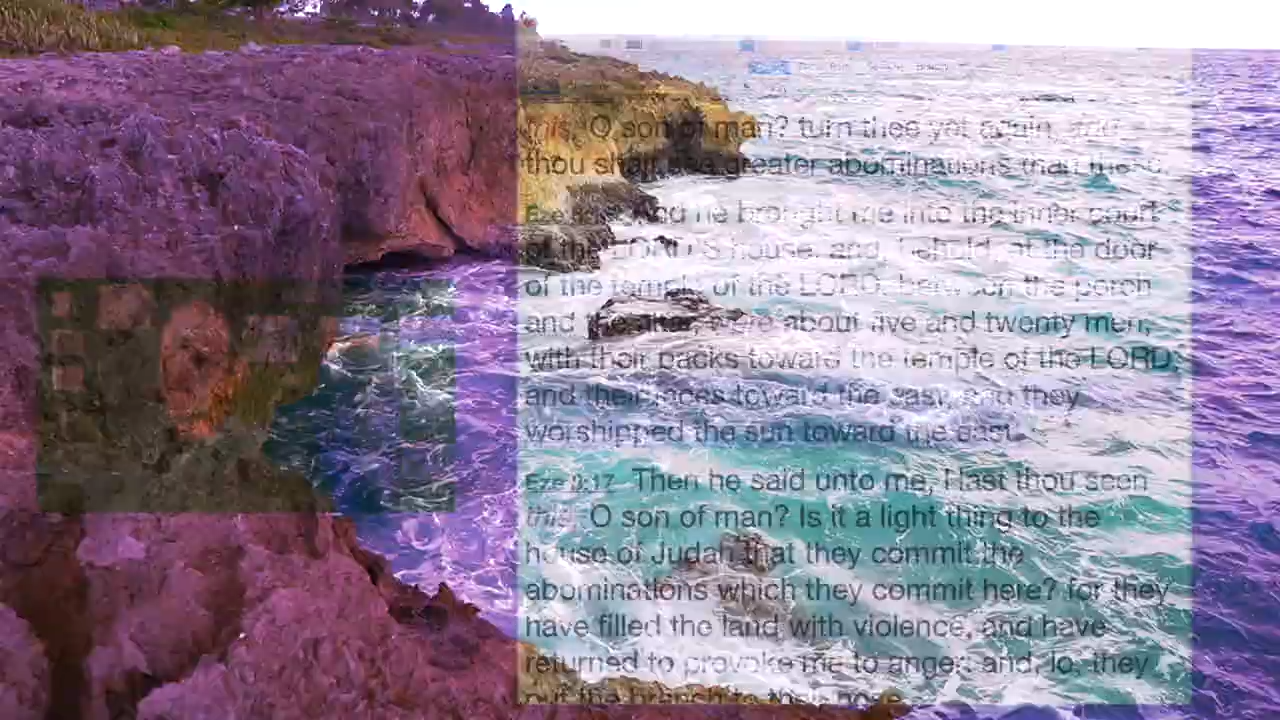 this, O son of man? turn thee yet again, and
thou shalt see greater abominations than these.
And he brought me into the inner court
of the LORD'S house, and, behold, at the door
of the temple of the LORD, between the porch
and the altar, were about five and twenty men,
with their backs toward the temple of the LORD,
and their faces toward the east, and they
worshipped the sun toward the east.
Eze 8:17 Then he said unto me, Hast thou seen
this, O son of man? Is it a light thing to the
house of Judah that they commit the
abominations which they commit here? for they
have filled the land with violence, and have
returned to provoke me to anger: and, lo, they
put the branch to their nose.